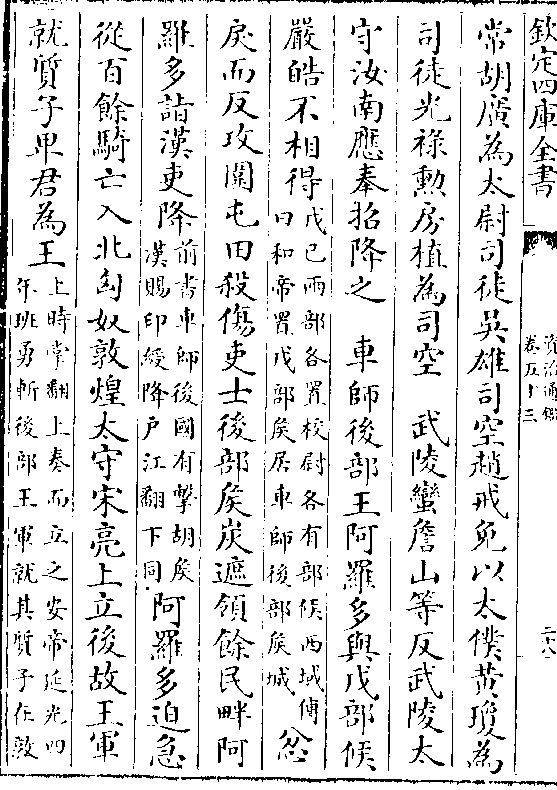 欽定四庫全書
資治通鑑
卷五十三
二十八
常胡廣為太尉司徒吳雄司空趙戒免以太僕黃瓊為
司徒光祿勲房植為司空　武陵蠻詹山等反武陵太
守汝南應奉招降之　車師後部王阿羅多與戊部候
嚴皓不相得戊己兩部各置校尉各有部候西域傳曰和帝置戊部候居車師後部候城忿
戾而反攻圍屯田殺傷吏士後部侯炭遮領餘民畔阿
羅多詣漢吏降前書車師後國有擊胡侯漢賜印綬降戶江翻下同阿羅多迫急
從百餘騎亡入北匈奴敦煌太守宋亮上立後故王軍
就質子卑君為王上時掌翻上奏而立之安帝延光四年班勇斬後部王軍就其質子在敦